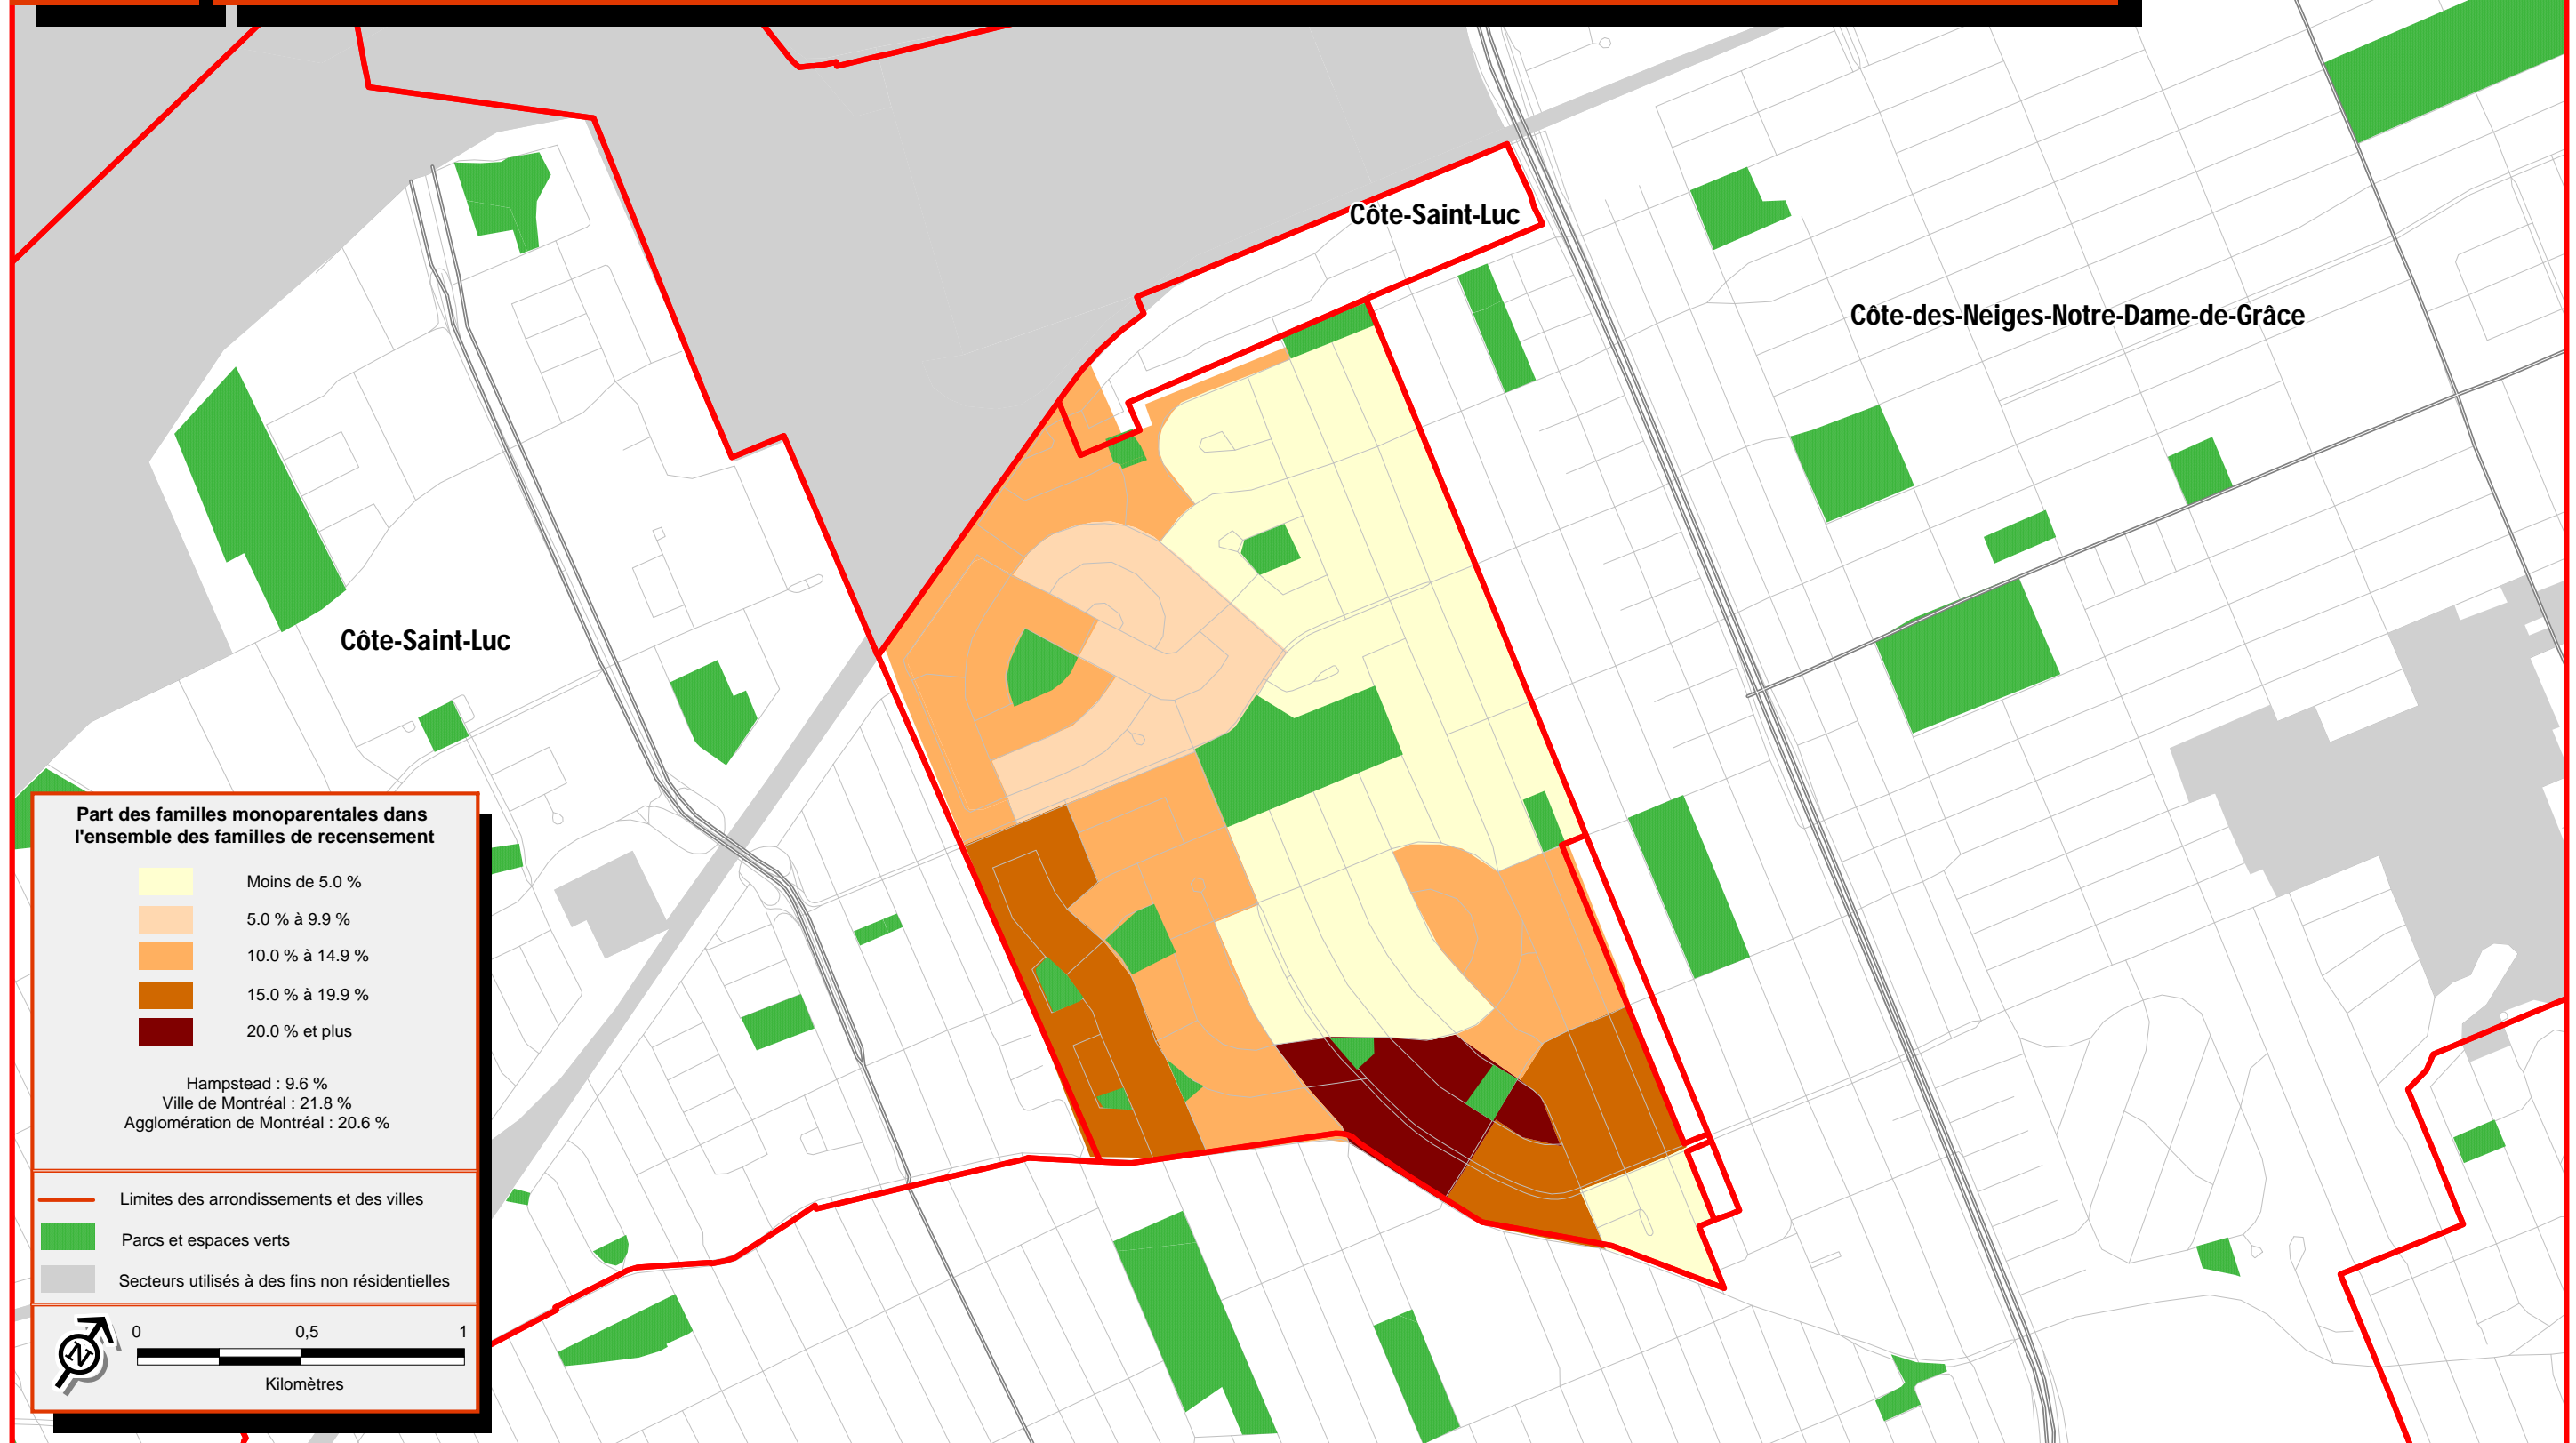 Côte-Saint-Luc
Côte-des-Neiges-Notre-Dame-de-Grâce
Côte-Saint-Luc
Part des familles monoparentales dans
l'ensemble des familles de recensement
Moins de 5.0 %
5.0 % à 9.9 %
10.0 % à 14.9 %
15.0 % à 19.9 %
20.0 % et plus
Hampstead : 9.6 %
Ville de Montréal : 21.8 %
Agglomération de Montréal : 20.6 %
Limites des arrondissements et des villes
Parcs et espaces verts
Secteurs utilisés à des fins non résidentielles
N
0 0,5 1
Kilomètres